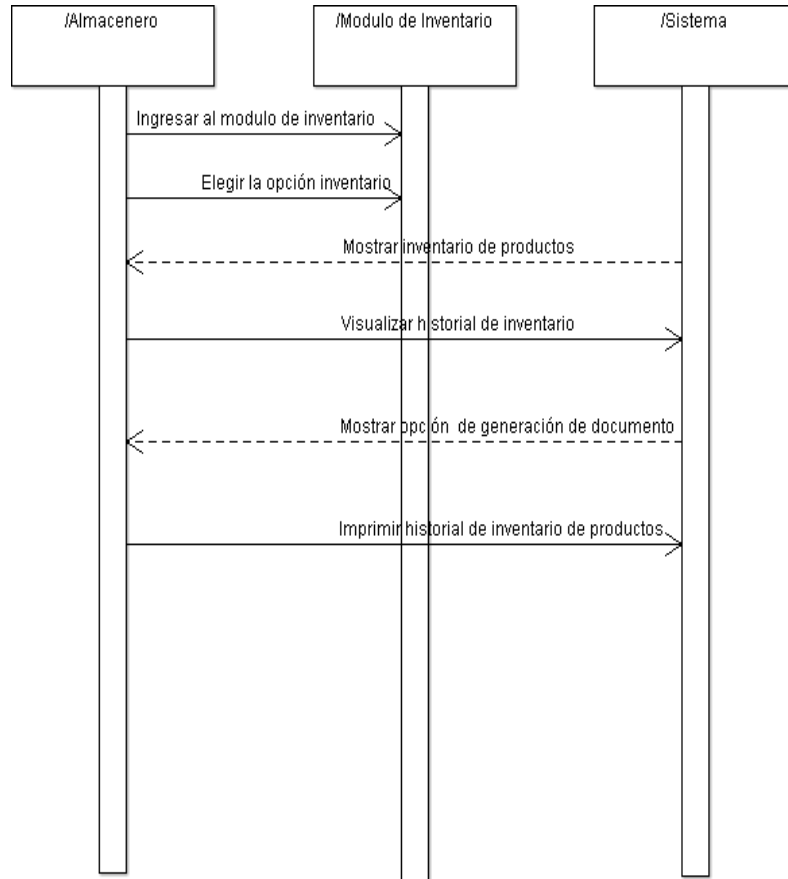 /Almacenero
/Modulo de Inventario
/Sistema
Ingresar al modulo de inventario
Elegir la opción inventario
Mostrar inventario de productos
Visualizar historial de inventario
Mostrar opción de generación de documento
Imprimir historial de inventario de productos